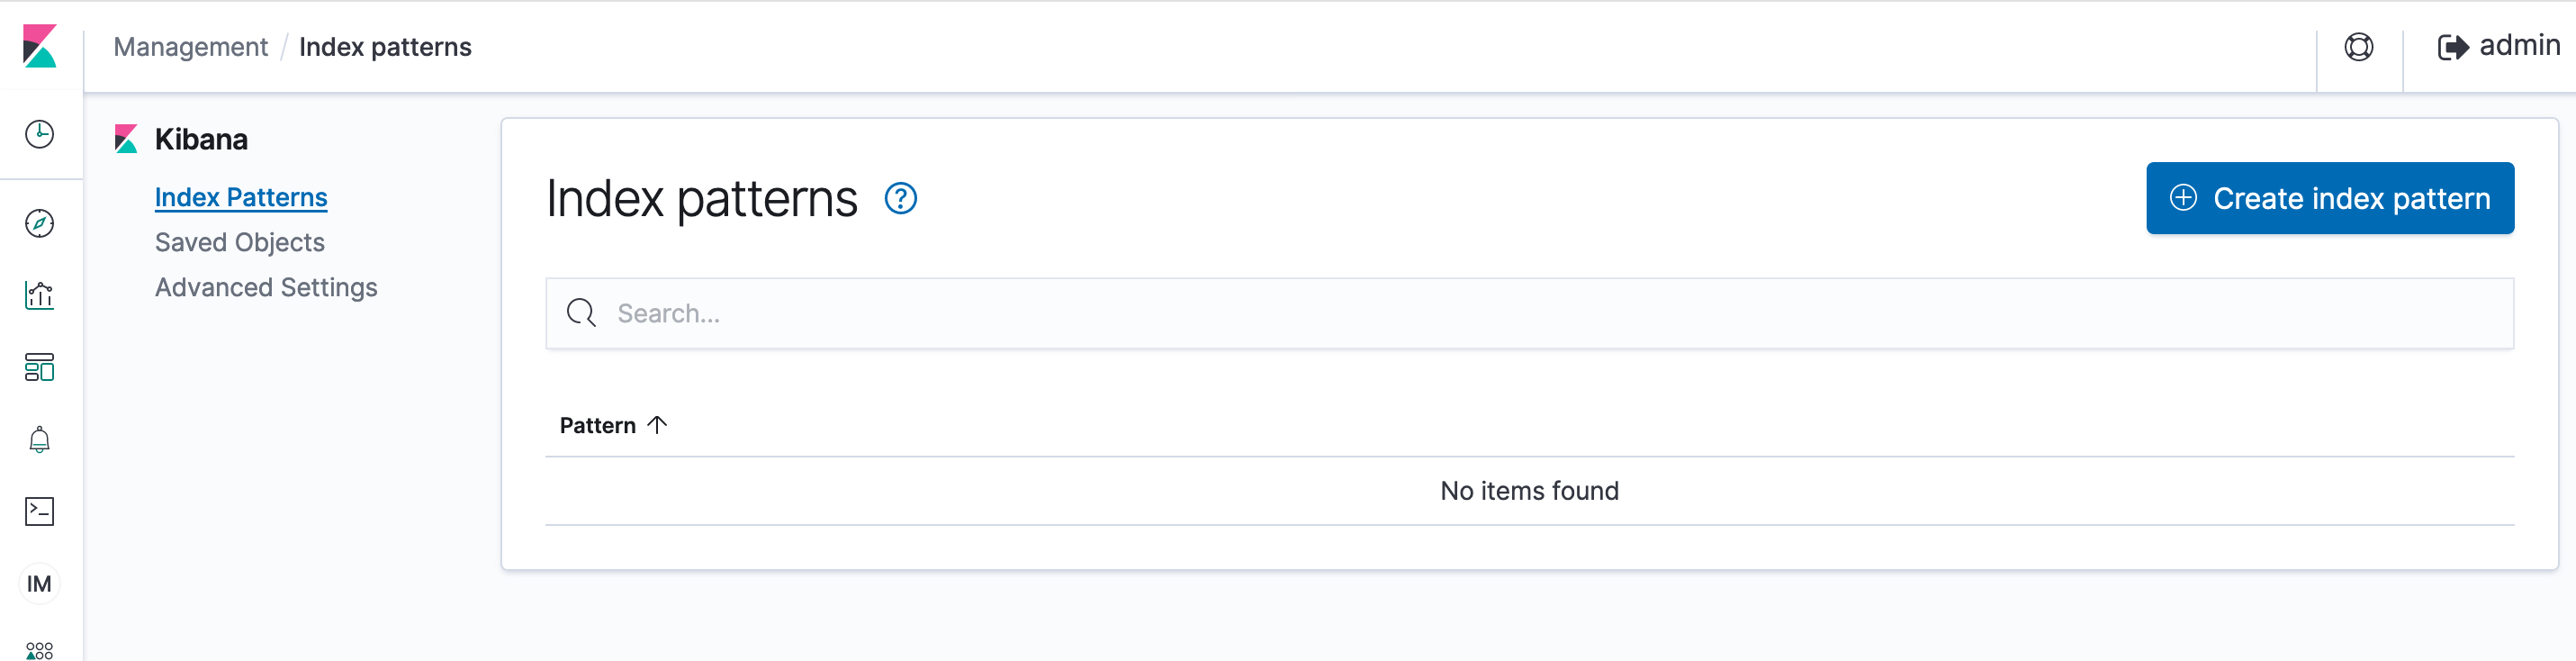 Management / Index patterns
admin
Kibana
Index Patterns
Saved Objects
Advanced Settings
Index patterns
Create index pattern
Search...
Pattern
No items found
IM